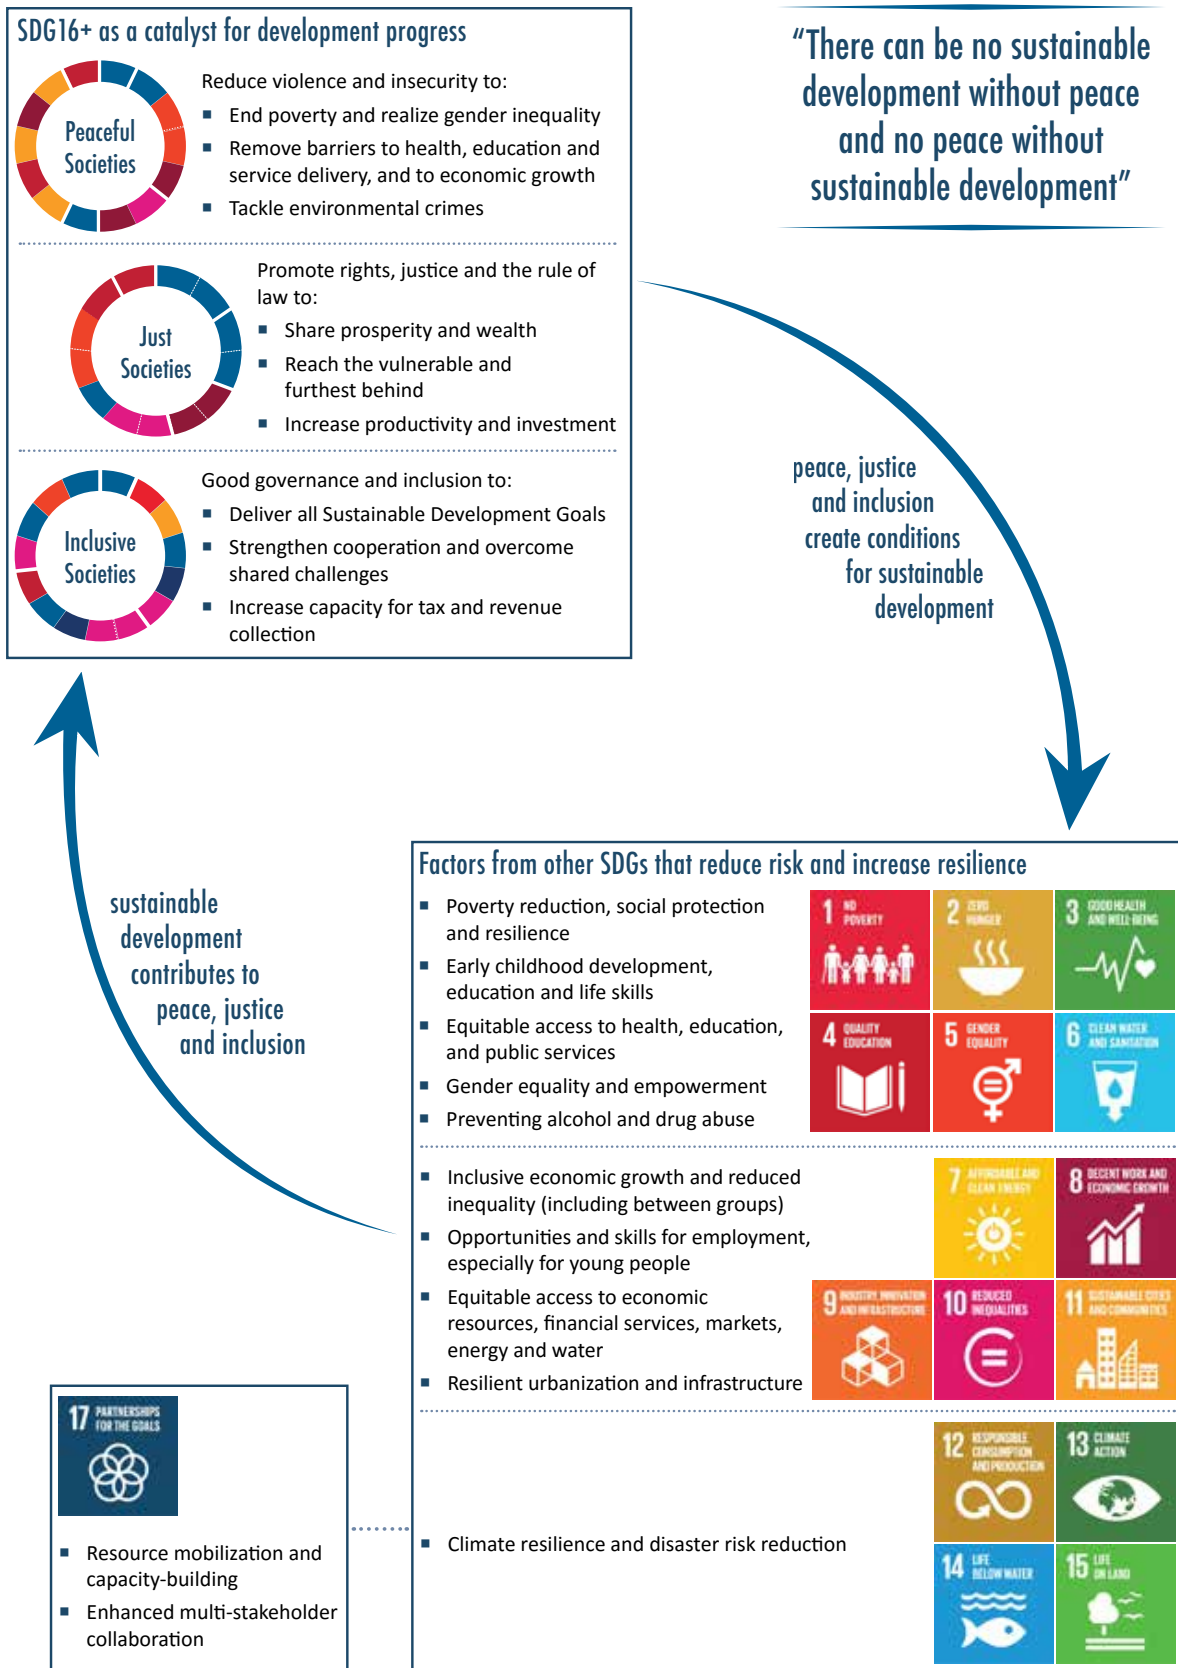 SDG16+ as a catalyst for development progress
Peaceful
Societies
Reduce violence and insecurity to:
▪ End poverty and realize gender inequality
▪ Remove barriers to health, education and
service delivery, and to economic growth
▪ Tackle environmental crimes
Just
Societies
Promote rights, justice and the rule of
law to:
▪ Share prosperity and wealth
▪ Reach the vulnerable and
furthest behind
▪ Increase productivity and investment
Inclusive
Societies
Good governance and inclusion to:
▪ Deliver all Sustainable Development Goals
▪ Strengthen cooperation and overcome
shared challenges
▪ Increase capacity for tax and revenue
collection
“There can be no sustainable
development without peace
and no peace without
sustainable development”
peace, justice
and inclusion
create conditions
for sustainable
development
sustainable
development
contributes to
peace, justice
and inclusion
Factors from other SDGs that reduce risk and increase resilience
▪ Poverty reduction, social protection
and resilience
▪ Early childhood development,
education and life skills
▪ Equitable access to health, education,
and public services
▪ Gender equality and empowerment
▪ Preventing alcohol and drug abuse
1 NO
POVERTY
2 ZERO
HUNGER
3 GOOD HEALTH
AND WELL-BEING
4 QUALITY
EDUCATION
5 GENDER
EQUALITY
6 CLEAN WATER
AND SANITATION
▪ Inclusive economic growth and reduced
inequality (including between groups)
▪ Opportunities and skills for employment,
especially for young people
▪ Equitable access to economic
resources, financial services, markets,
energy and water
▪ Resilient urbanization and infrastructure
7 AFFORDABLE AND
CLEAN ENERGY
8 DECENT WORK AND
ECONOMIC GROWTH
9 INDUSTRY INNOVATION
AND INFRASTRUCTURE
10 REDUCED
INEQUALITIES
11 SUSTAINABLE CITIES
AND COMMUNITIES
▪ Climate resilience and disaster risk reduction
12 RESPONSIBLE
CONSUMPTION
AND PRODUCTION
13 CLIMATE
ACTION
14 LIFE
BELOW WATER
15 LIFE
ON LAND
17 PARTNERSHIPS
FOR THE GOALS
▪ Resource mobilization and
capacity-building
▪ Enhanced multi-stakeholder
collaboration